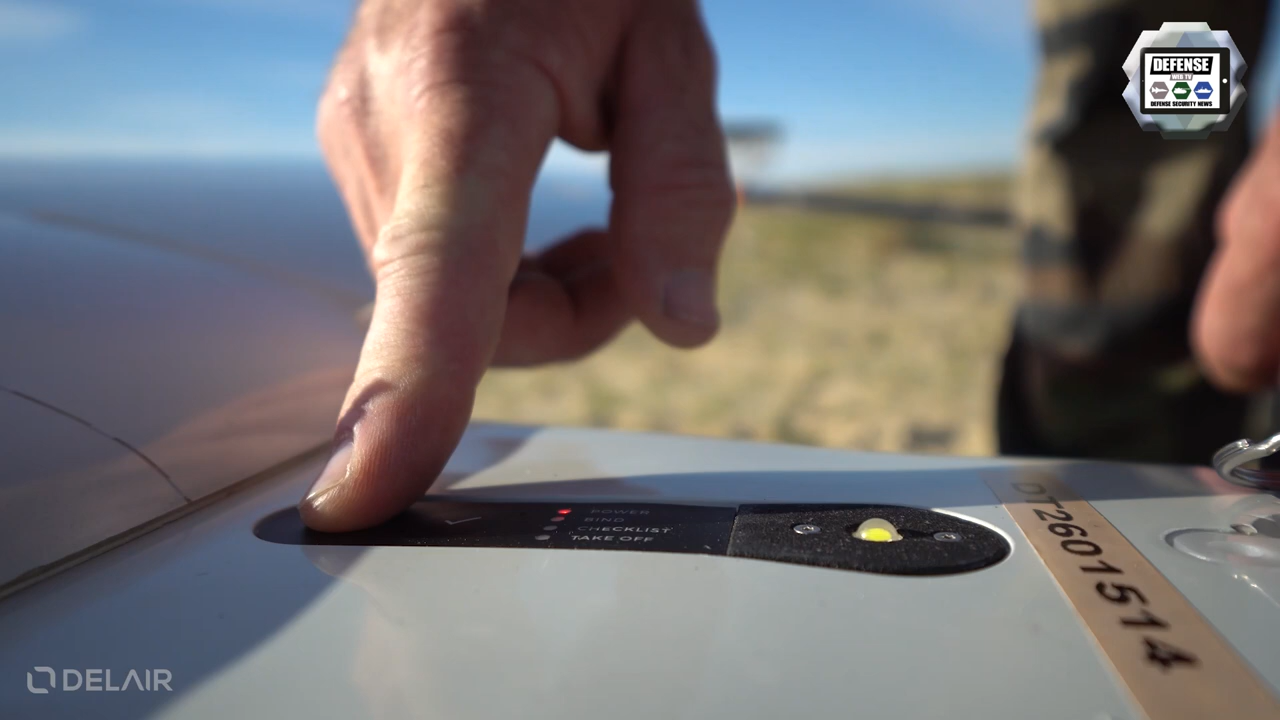 DEFENSE
WEB TV
DEFENSE SECURITY NEWS
POWER
BIND
CHECKLIST
TAKE OFF
DT2601514
DELAIR